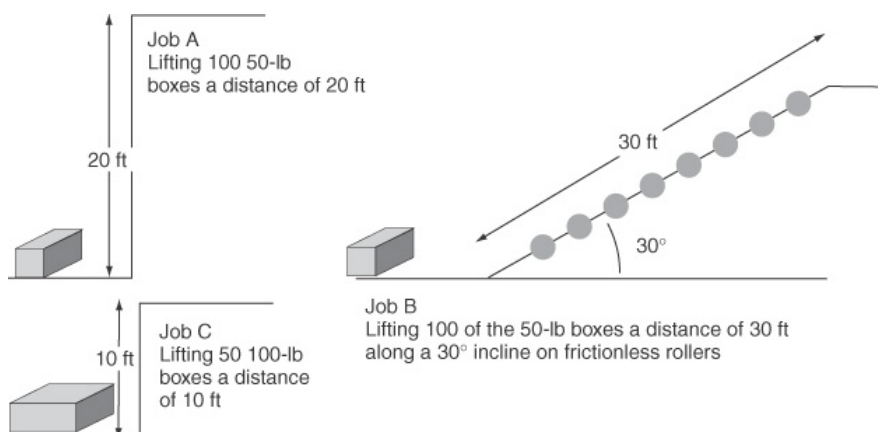 Job A
Lifting 100 50-lb
boxes a distance of 20 ft
20 ft
30 ft
30°
Job B
Lifting 100 of the 50-lb boxes a distance of 30 ft
along a 30° incline on frictionless rollers
Job C
Lifting 50 100-lb
boxes a distance
of 10 ft
10 ft